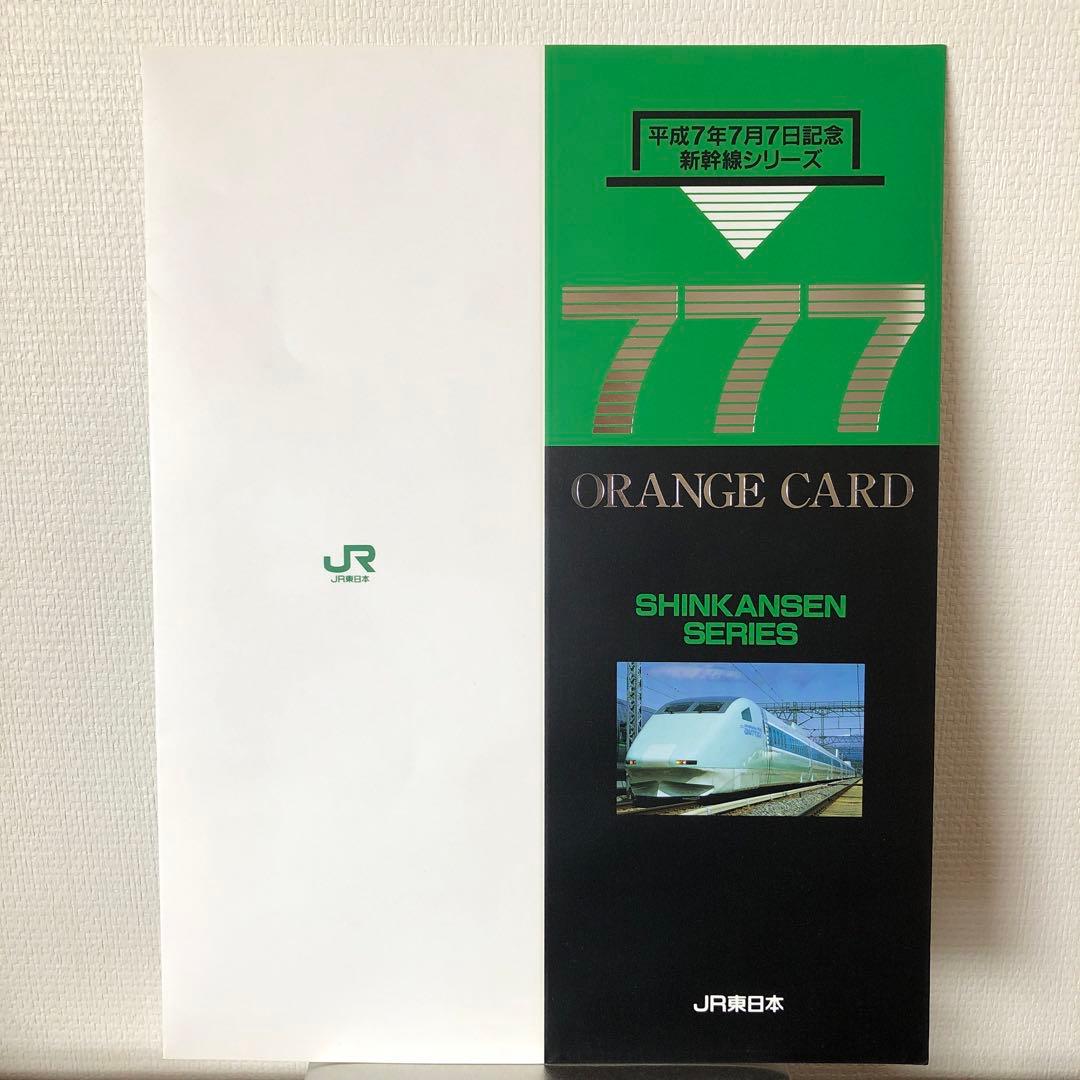 JR
JR東日本
平成7年7月7日記念
新幹線シリーズ
777
ORANGE CARD
SHINKANSEN
SERIES
JR東日本